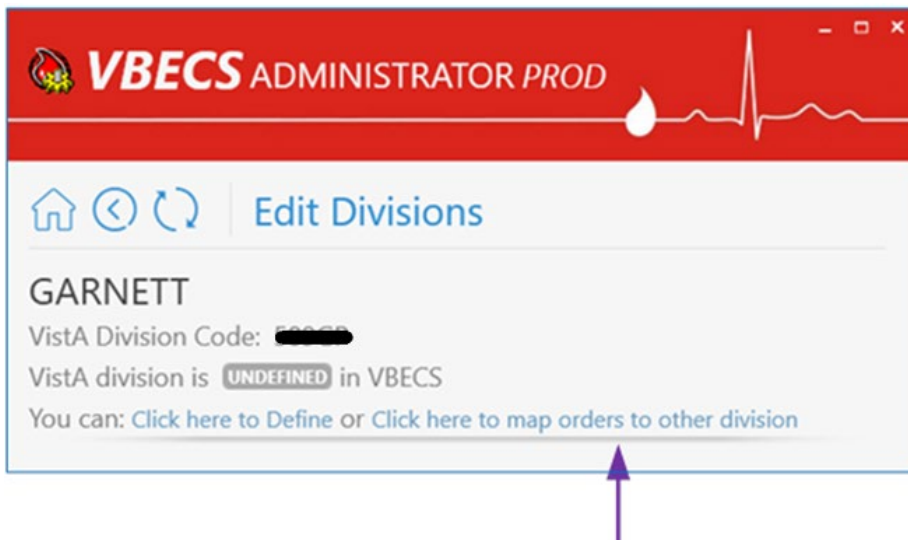 VBECS ADMINISTRATOR PROD
Edit Divisions
GARNETT
VistA Division Code:
VistA division is UNDEFINED in VBECS
You can: Click here to Define or Click here to map orders to other division